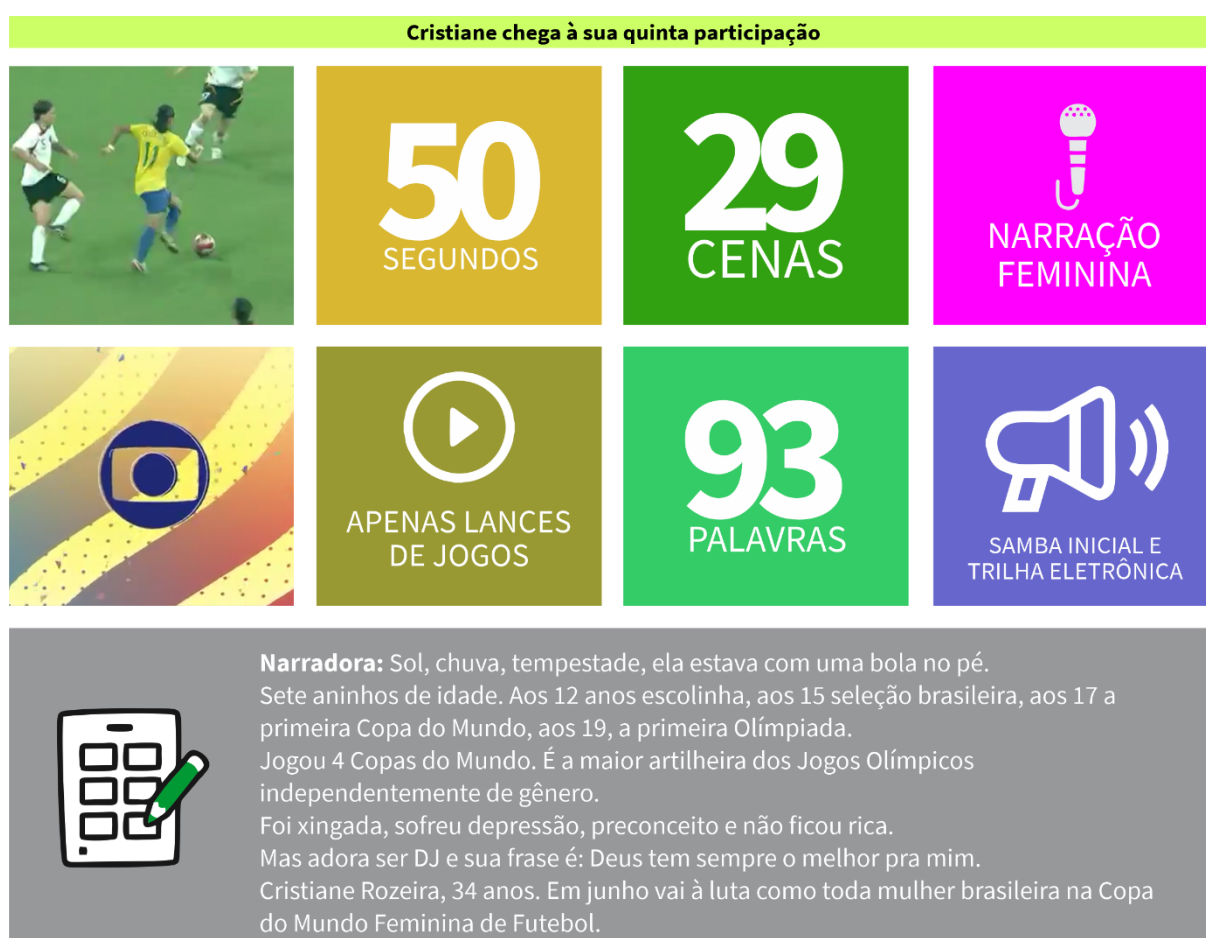 Cristiane chega à sua quinta participação
11
50
SEGUNDOS
29
CENAS
NARRAÇÃO
FEMININA
APENAS LANCES
DE JOGOS
93
PALAVRAS
SAMBA INICIAL E
TRILHA ELETRÔNICA
Narradora: Sol, chuva, tempestade, ela estava com uma bola no pé.
Sete aninhos de idade. Aos 12 anos escolinha, aos 15 seleção brasileira, aos 17 a
primeira Copa do Mundo, aos 19, a primeira Olímpiada.
Jogou 4 Copas do Mundo. É a maior artilheira dos Jogos Olímpicos
independentemente de gênero.
Foi xingada, sofreu depressão, preconceito e não ficou rica.
Mas adora ser DJ e sua frase é: Deus tem sempre o melhor pra mim.
Cristiane Rozeira, 34 anos. Em junho vai à luta como toda mulher brasileira na Copa
do Mundo Feminina de Futebol.